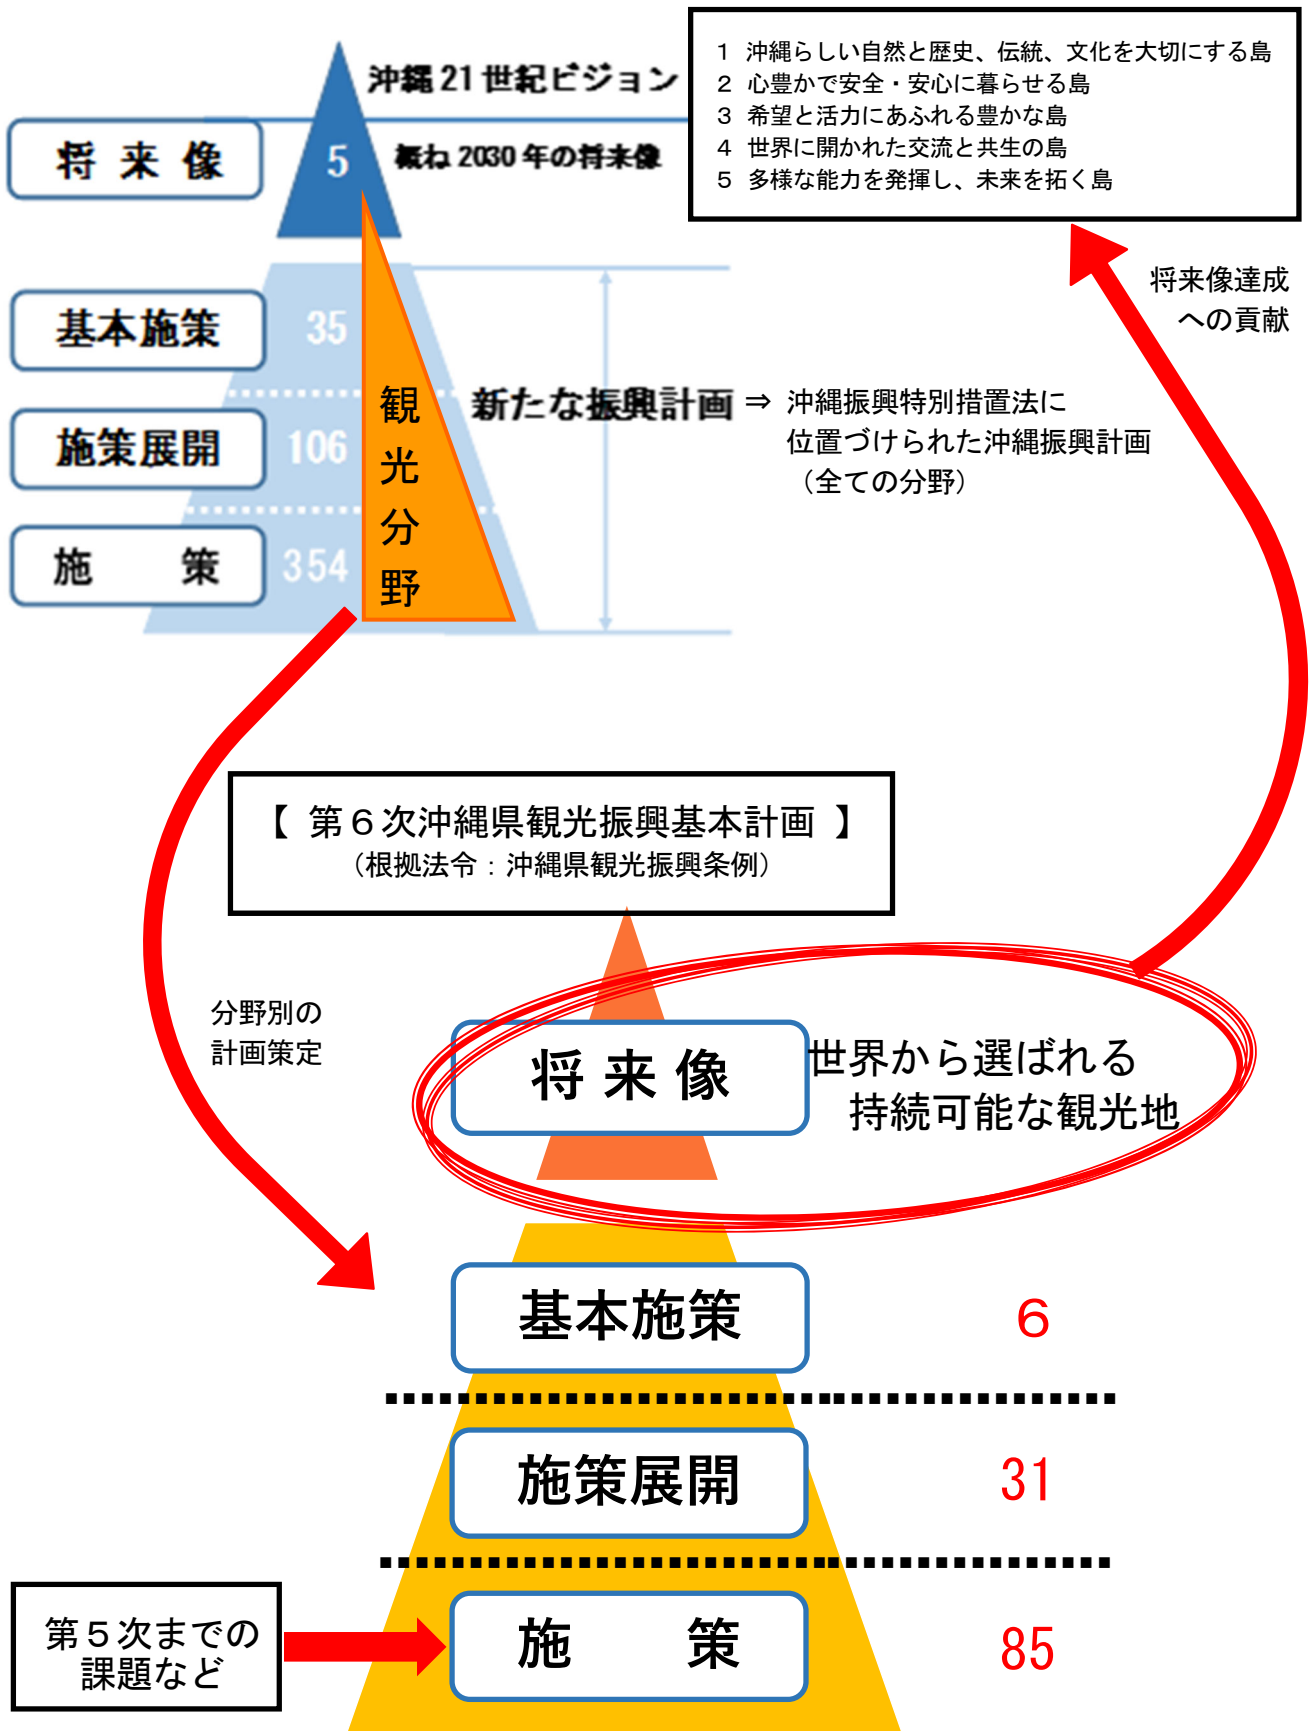 沖縄21世紀ビジョン
将来像
5
概ね2030年の将来像
1 沖縄らしい自然と歴史、伝統、文化を大切にする島
2 心豊かで安全・安心に暮らせる島
3 希望と活力にあふれる豊かな島
4 世界に開かれた交流と共生の島
5 多様な能力を発揮し、未来を拓く島
将来像達成
への貢献
基本施策
35
施策展開
106
施　策
354
観光分野
新たな振興計画 ⇒ 沖縄振興特別措置法に
位置づけられた沖縄振興計画
（全ての分野）
【 第６次沖縄県観光振興基本計画 】
（根拠法令：沖縄県観光振興条例）
分野別の
計画策定
将来像
世界から選ばれる
持続可能な観光地
基本施策
6
施策展開
31
第５次までの
課題など
施　策
85